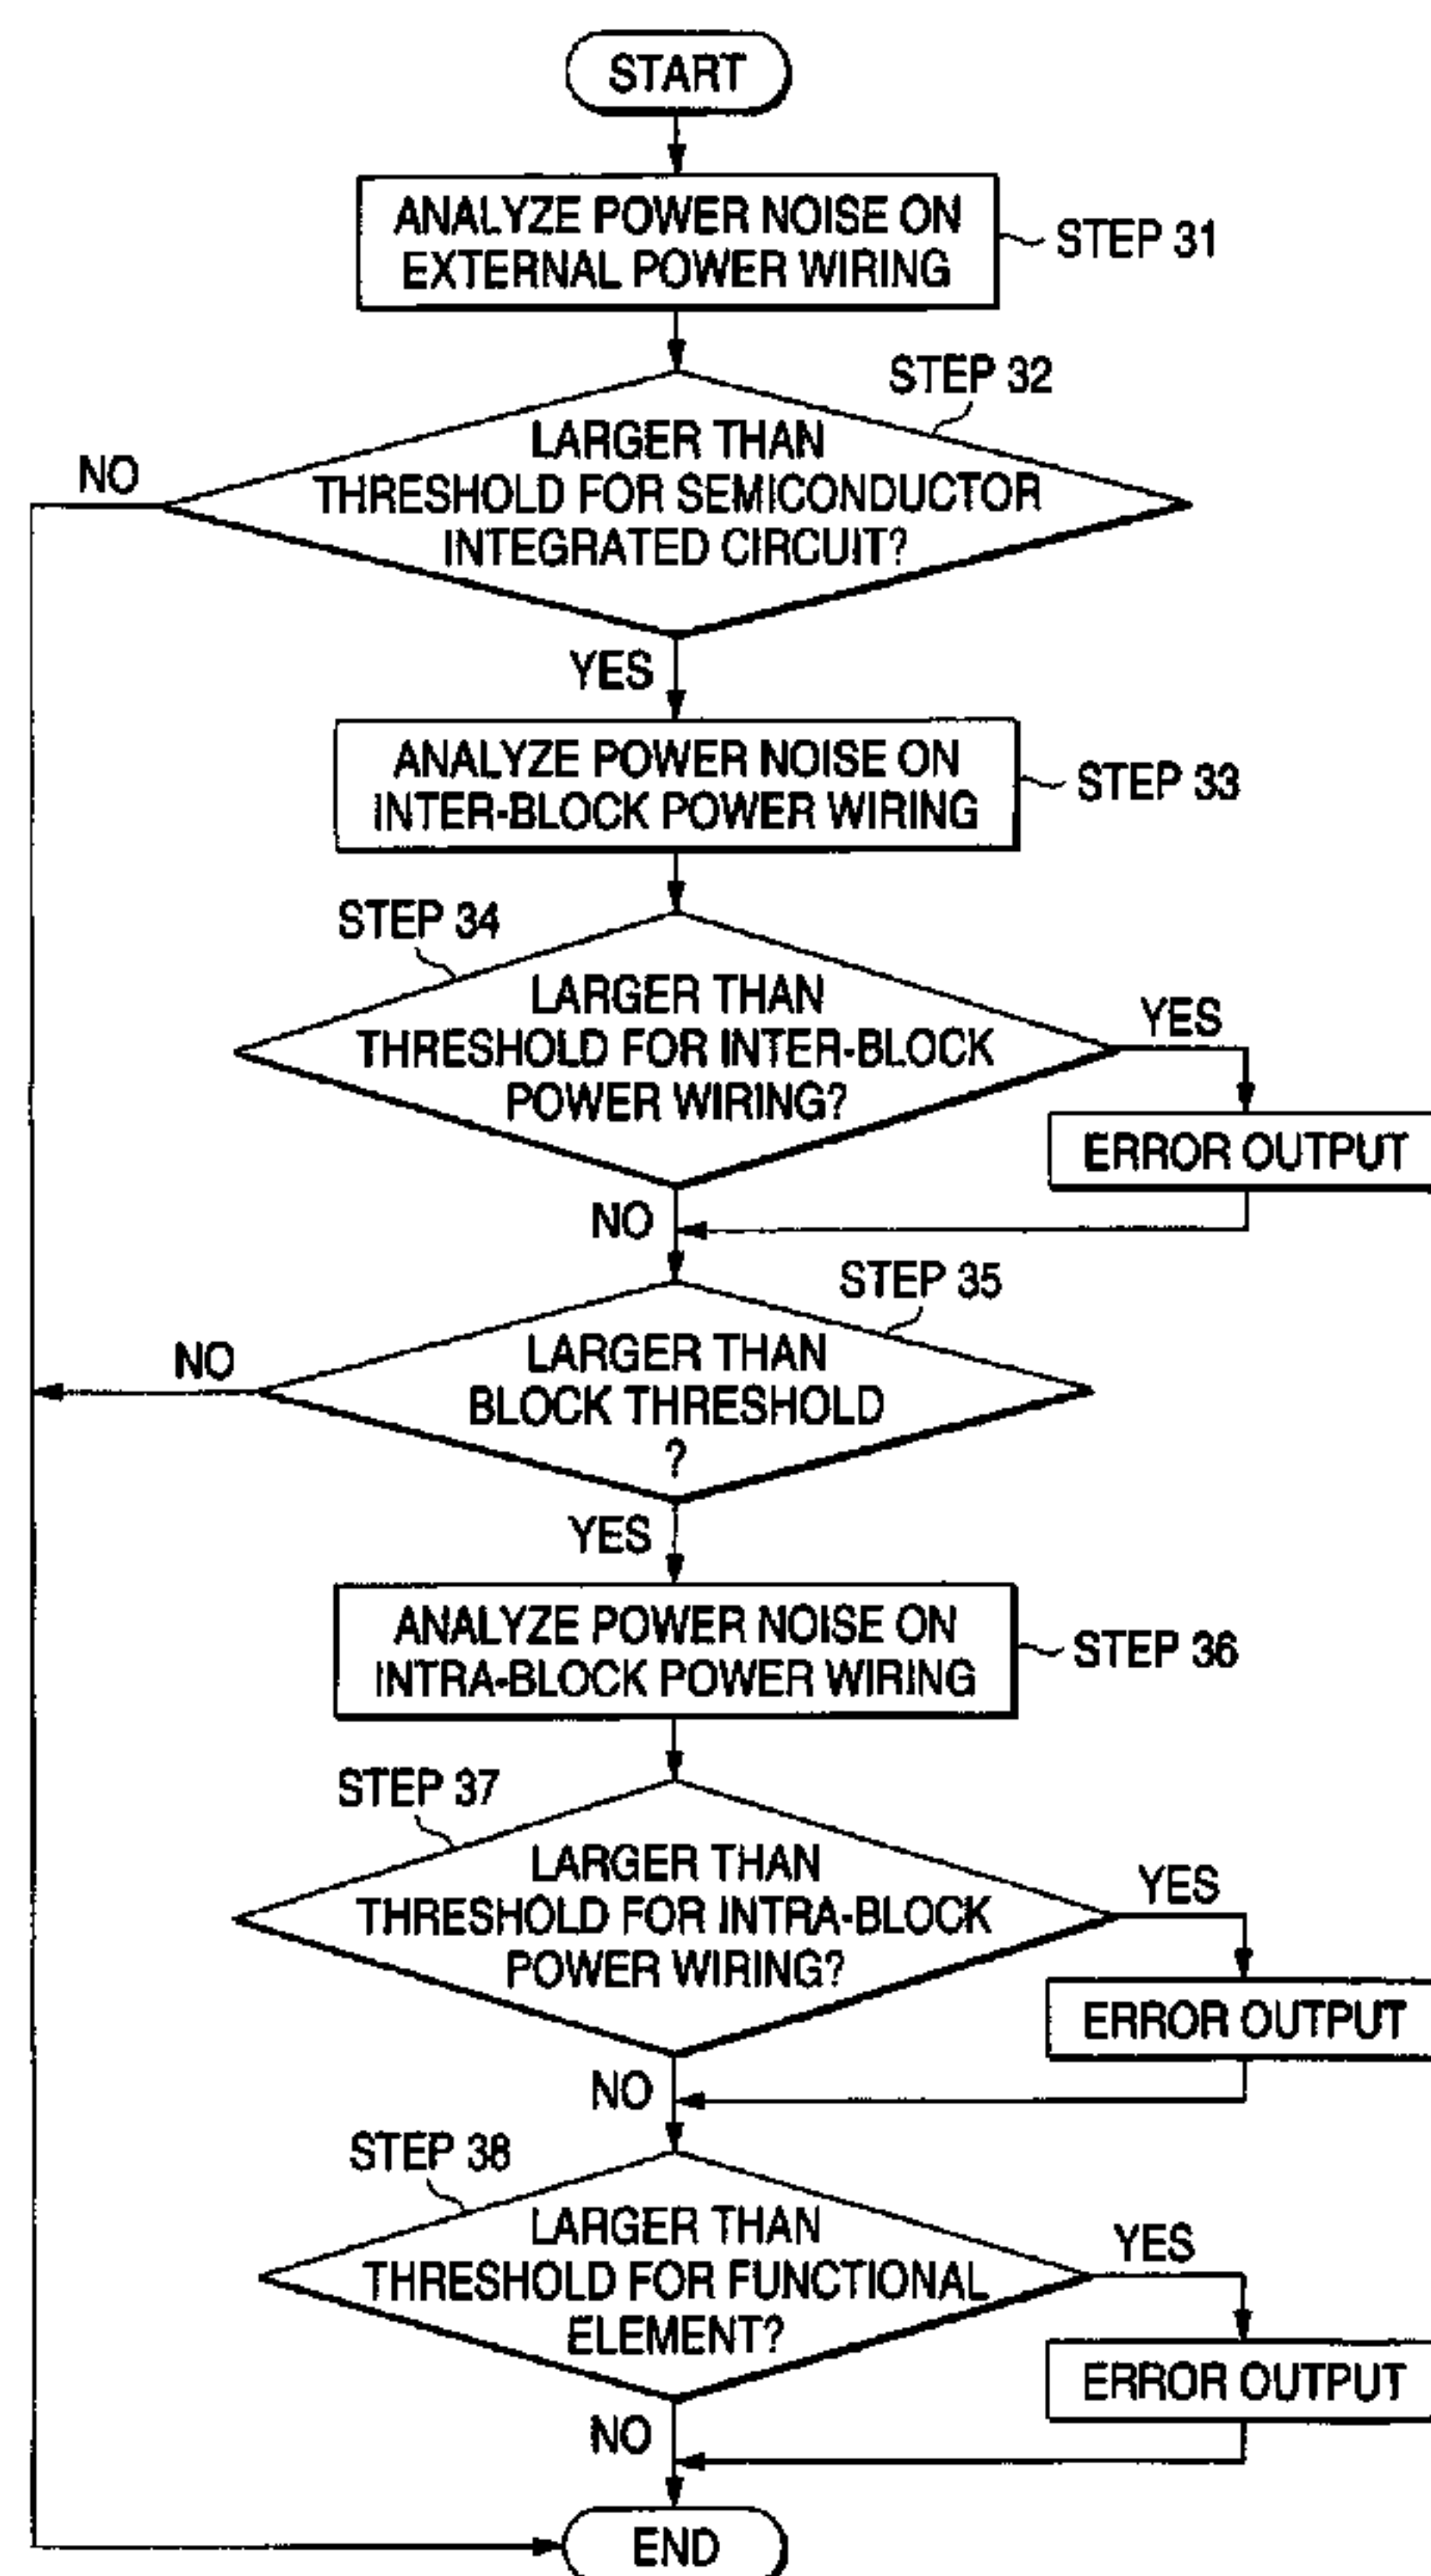 START
ANALYZE POWER NOISE ON
EXTERNAL POWER WIRING
STEP 31
STEP 32
LARGER THAN
THRESHOLD FOR SEMICONDUCTOR
INTEGRATED CIRCUIT?
NO
YES
ANALYZE POWER NOISE ON
INTER-BLOCK POWER WIRING
STEP 33
STEP 34
LARGER THAN
THRESHOLD FOR INTER-BLOCK
POWER WIRING?
YES
ERROR OUTPUT
NO
STEP 35
LARGER THAN
BLOCK THRESHOLD
?
NO
YES
ANALYZE POWER NOISE ON
INTRA-BLOCK POWER WIRING
STEP 36
STEP 37
LARGER THAN
THRESHOLD FOR INTRA-BLOCK
POWER WIRING?
YES
ERROR OUTPUT
NO
STEP 38
LARGER THAN
THRESHOLD FOR FUNCTIONAL
ELEMENT?
YES
ERROR OUTPUT
NO
END